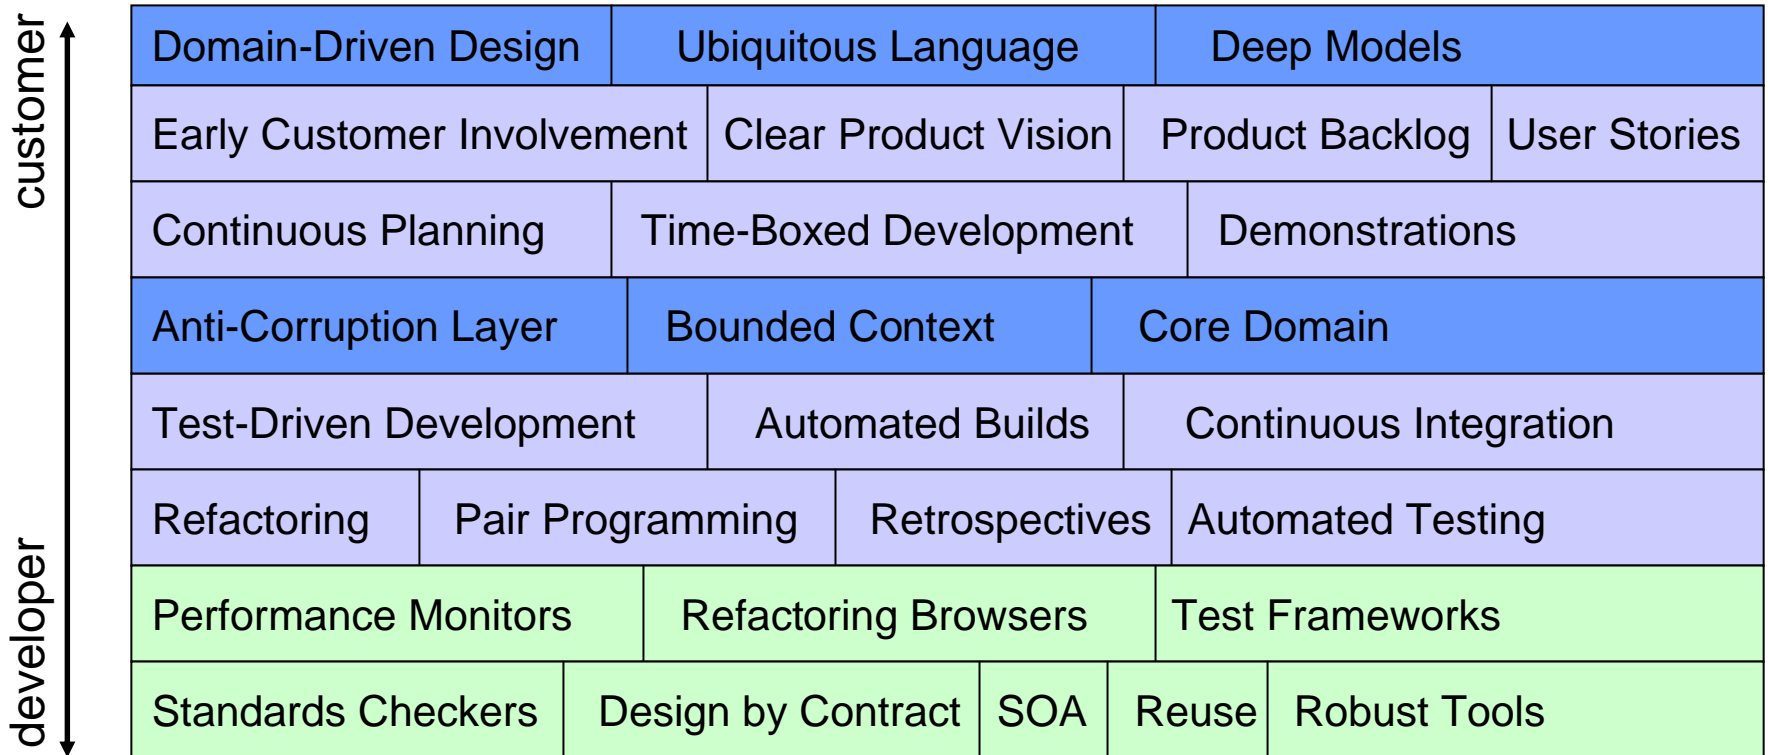 customer
Domain-Driven Design Ubiquitous Language Deep Models
Early Customer Involvement Clear Product Vision Product Backlog User Stories
Continuous Planning Time-Boxed Development Demonstrations
Anti-Corruption Layer Bounded Context Core Domain
Test-Driven Development Automated Builds Continuous Integration
Refactoring Pair Programming Retrospectives Automated Testing
developer
Performance Monitors Refactoring Browsers Test Frameworks
Standards Checkers Design by Contract SOA Reuse Robust Tools